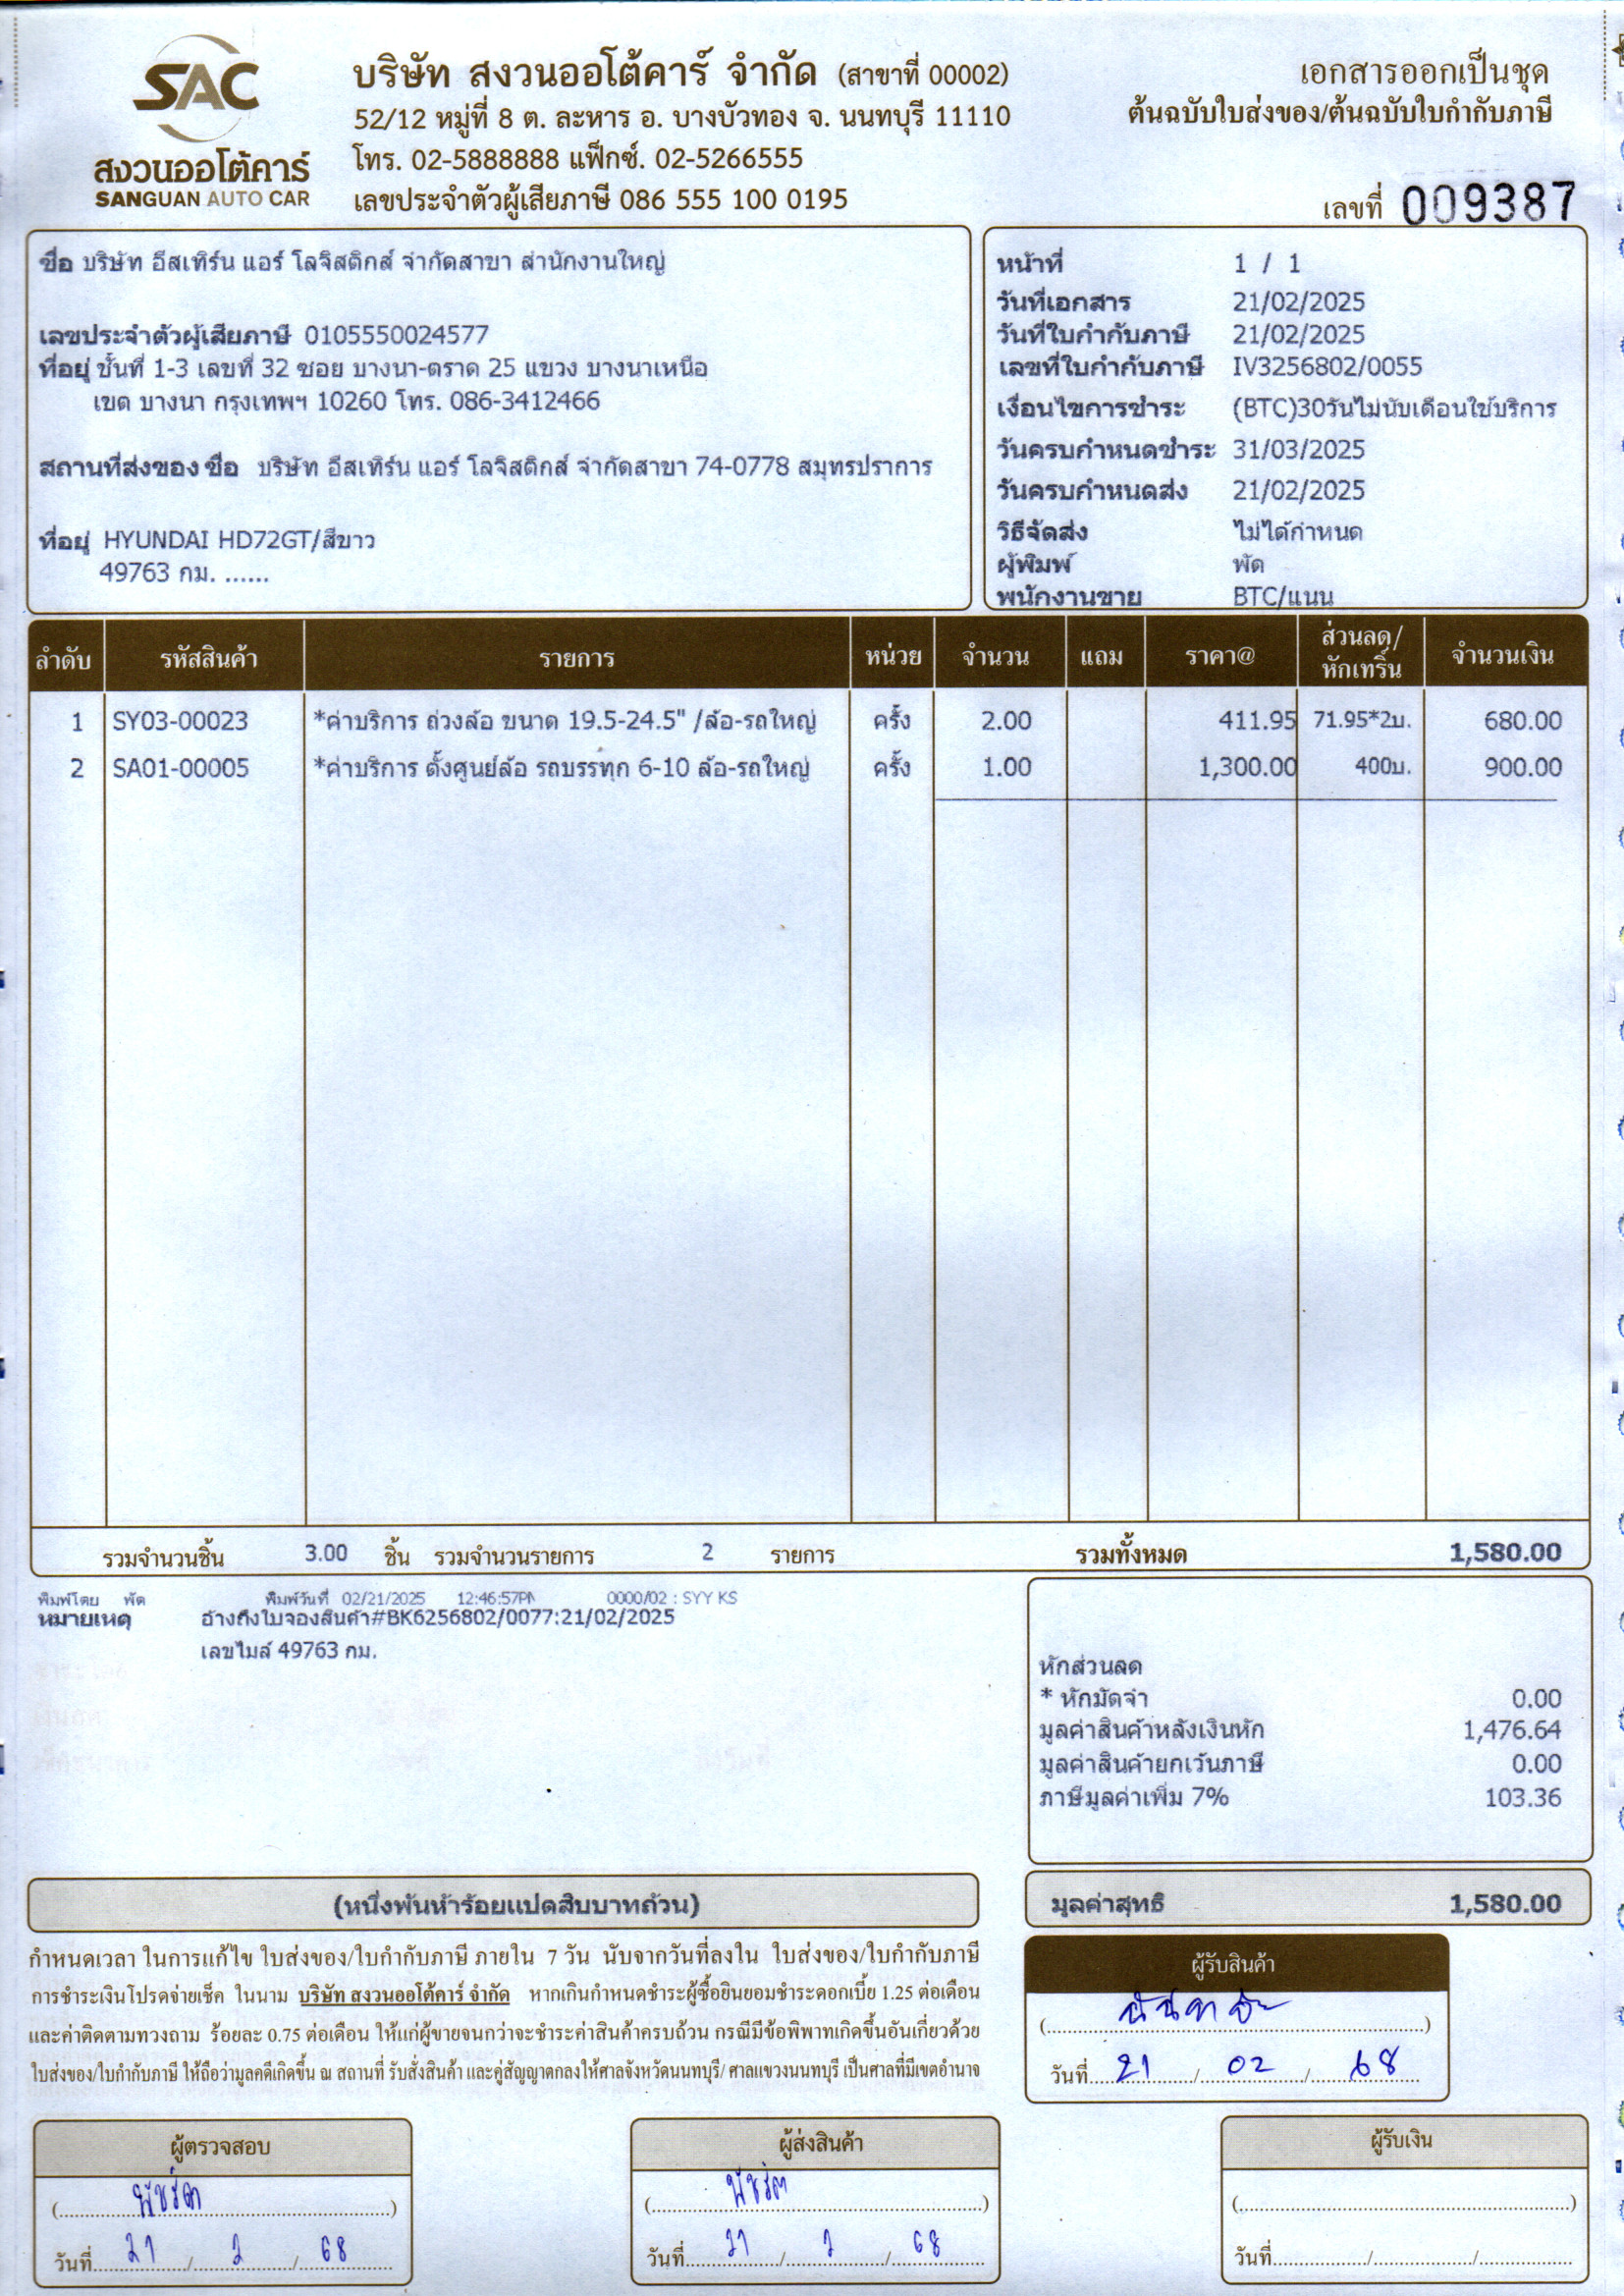 SAC
สงวนออโต้คาร์
SANGUAN AUTO CAR
บริษัท สงวนออโต้คาร์ จำกัด (สาขาที่ 00002)
52/12 หมู่ที่ 8 ต. ละหาร อ. บางบัวทอง จ. นนทบุรี 11110
โทร. 02-5888888 แฟ็กซ์. 02-5266555
เลขประจำตัวผู้เสียภาษี 086 555 100 0195
เอกสารออกเป็นชุด
ต้นฉบับใบส่งของ/ต้นฉบับใบกำกับภาษี
เลขที่ 009387
ชื่อ บริษัท อีสเทิร์น แอร์ โลจิสติกส์ จำกัดสาขา สำนักงานใหญ่
เลขประจำตัวผู้เสียภาษี 0105550024577
ที่อยู่ ชั้นที่ 1-3 เลขที่ 32 ซอย บางนา-ตราด 25 แขวง บางนาเหนือ
เขต บางนา กรุงเทพฯ 10260 โทร. 086-3412466
สถานที่ส่งของ ชื่อ บริษัท อีสเทิร์น แอร์ โลจิสติกส์ จำกัดสาขา 74-0778 สมุทรปราการ
ที่อยู่ HYUNDAI HD72GT/สีขาว
49763 กม. ......
หน้าที่ 1 / 1
วันที่เอกสาร 21/02/2025
วันที่ใบกำกับภาษี 21/02/2025
เลขที่ใบกำกับภาษี IV3256802/0055
เงื่อนไขการชำระ (BTC)30วันไม่นับเดือนใช้บริการ
วันครบกำหนดชำระ 31/03/2025
วันครบกำหนดส่ง 21/02/2025
วิธีจัดส่ง ไม่ได้กำหนด
ผู้พิมพ์ พัด
พนักงานขาย BTC/แนน
ลำดับ รหัสสินค้า รายการ หน่วย จำนวน แถม ราคา@ ส่วนลด/หักเทริ์น จำนวนเงิน
1 SY03-00023 *ค่าบริการ ถ่วงล้อ ขนาด 19.5-24.5" /ล้อ-รถใหญ่ ครั้ง 2.00 411.95 71.95*2บ. 680.00
2 SA01-00005 *ค่าบริการ ตั้งศูนย์ล้อ รถบรรทุก 6-10 ล้อ-รถใหญ่ ครั้ง 1.00 1,300.00 400บ. 900.00
รวมจำนวนชิ้น 3.00 ชิ้น รวมจำนวนรายการ 2 รายการ รวมทั้งหมด 1,580.00
พิมพ์โดย พัด พิมพ์วันที่ 02/21/2025 12:46:57PM 0000/02 : SYY KS
หมายเหตุ อ้างถึงใบจองสินค้า#BK6256802/0077:21/02/2025
เลขไมล์ 49763 กม.
หักส่วนลด
* หักมัดจำ 0.00
มูลค่าสินค้าหลังเงินหัก 1,476.64
มูลค่าสินค้ายกเว้นภาษี 0.00
ภาษีมูลค่าเพิ่ม 7% 103.36
(หนึ่งพันห้าร้อยแปดสิบบาทถ้วน)
มูลค่าสุทธิ 1,580.00
กำหนดเวลา ในการแก้ไข ใบส่งของ/ใบกำกับภาษี ภายใน 7 วัน นับจากวันที่ลงใน ใบส่งของ/ใบกำกับภาษี
การชำระเงินโปรดจ่ายเช็ค ในนาม บริษัท สงวนออโต้คาร์ จำกัด หากเกินกำหนดชำระผู้ซื้อยินยอมชำระดอกเบี้ย 1.25 ต่อเดือน
และค่าติดตามทวงถาม ร้อยละ 0.75 ต่อเดือน ให้แก่ผู้ขายจนกว่าจะชำระค่าสินค้าครบถ้วน กรณีมีข้อพิพาทเกิดขึ้นอันเกี่ยวด้วย
ใบส่งของ/ใบกำกับภาษี ให้ถือว่ามูลคดีเกิดขึ้น ณ สถานที่ รับสั่งสินค้า และคู่สัญญาตกลงให้ศาลจังหวัดนนทบุรี/ ศาลแขวงนนทบุรี เป็นศาลที่มีเขตอำนาจ
ผู้รับสินค้า
วันที่ 21 / 02 / 68
ผู้ตรวจสอบ
(พัชรีดา)
วันที่ 21 / 2 / 68
ผู้ส่งสินค้า
วันที่ 21 / 2 / 68
ผู้รับเงิน
วันที่ / /